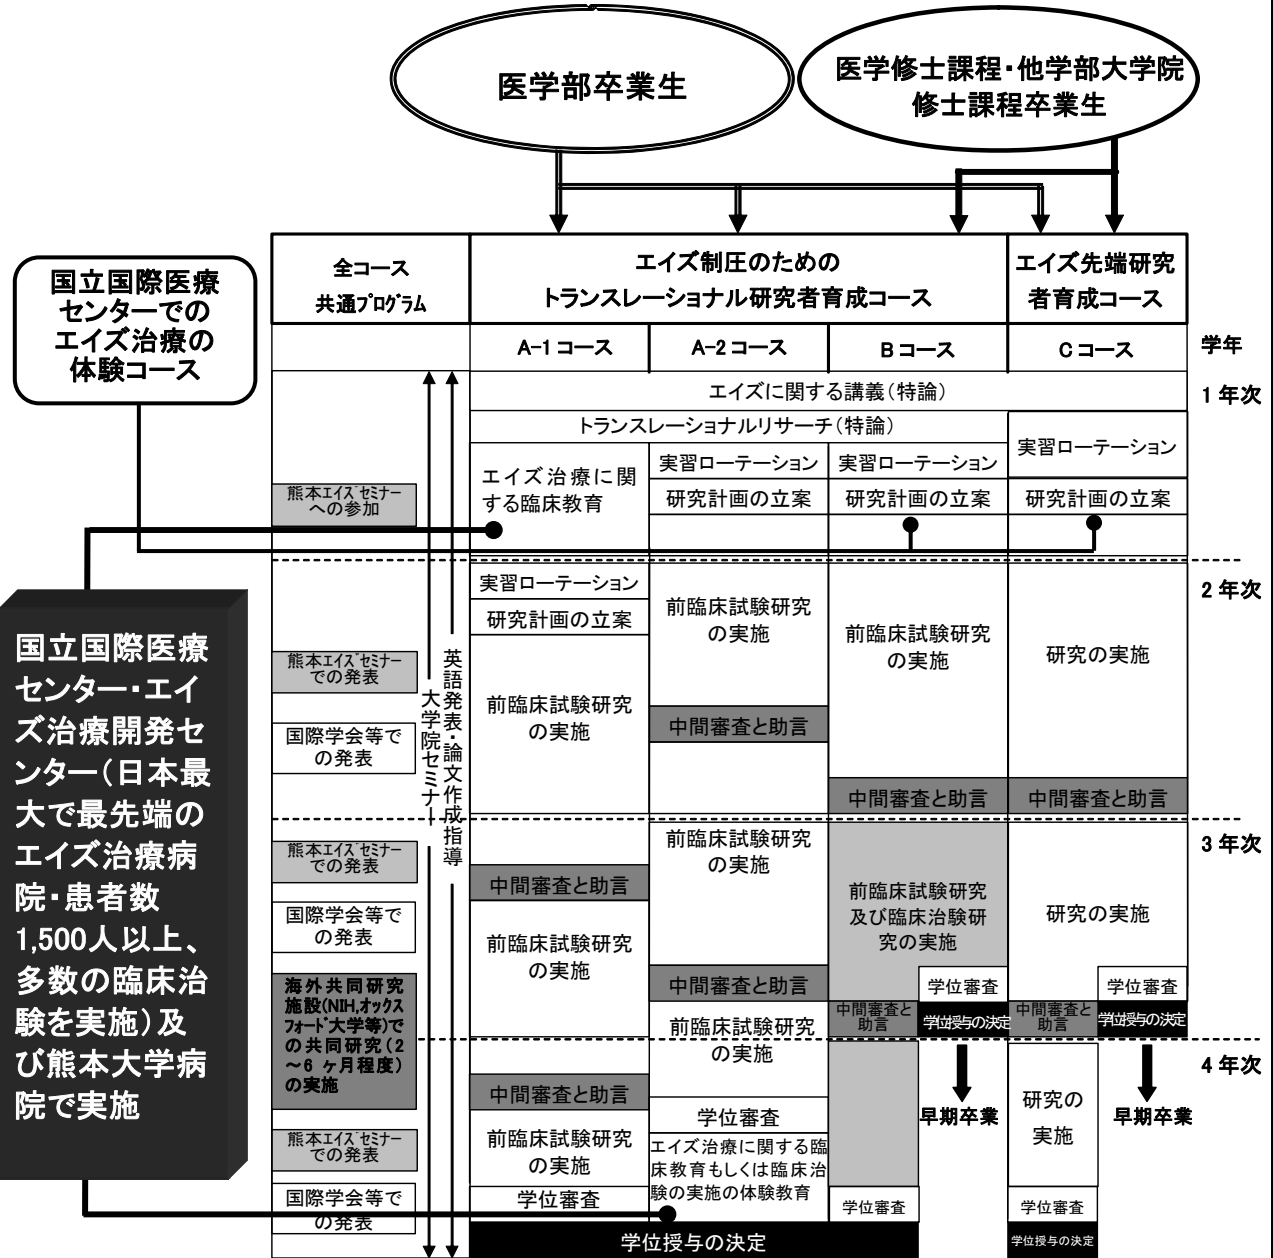 医学部卒業生
医学修士課程・他学部大学院
修士課程卒業生
国立国際医療
センターでの
エイズ治療の
体験コース
全コース
共通プログラム
エイズ制圧のための
トランスレーショナル研究者育成コース
エイズ先端研究
者育成コース
A-1 コース
A-2 コース
B コース
C コース
学年
1 年次
エイズに関する講義(特論)
トランスレーショナルリサーチ(特論)
実習ローテーション
エイズ治療に関
する臨床教育
実習ローテーション
実習ローテーション
研究計画の立案
研究計画の立案
研究計画の立案
熊本エイズセミナー
への参加
2 年次
実習ローテーション
研究計画の立案
前臨床試験研究
の実施
前臨床試験研究
の実施
前臨床試験研究
の実施
研究の実施
中間審査と助言
中間審査と助言
中間審査と助言
熊本エイズセミナー
での発表
国際学会等で
の発表
英語発表・論文作成指導
大学院セミナー
国立国際医療
センター・エイ
ズ治療開発セ
ンター(日本最
大で最先端の
エイズ治療病
院・患者数
1,500人以上、
多数の臨床治
験を実施)及
び熊本大学病
院で実施
3 年次
熊本エイズセミナー
での発表
国際学会等で
の発表
海外共同研究
施設(NIH,オックス
フォード大学等)で
の共同研究(2
～6 ヶ月程度)
の実施
中間審査と助言
前臨床試験研究
の実施
前臨床試験研究
の実施
中間審査と助言
前臨床試験研究
の実施
前臨床試験研究
及び臨床治験研
究の実施
学位審査
中間審査と
助言
学位授与の決定
研究の実施
学位審査
中間審査と
助言
学位授与の決定
4 年次
早期卒業
早期卒業
中間審査と助言
前臨床試験研究
の実施
学位審査
学位審査
エイズ治療に関する臨
床教育もしくは臨床治
験の実施の体験教育
研究の
実施
学位審査
学位審査
熊本エイズセミナー
での発表
国際学会等で
の発表
学位授与の決定
学位授与の決定